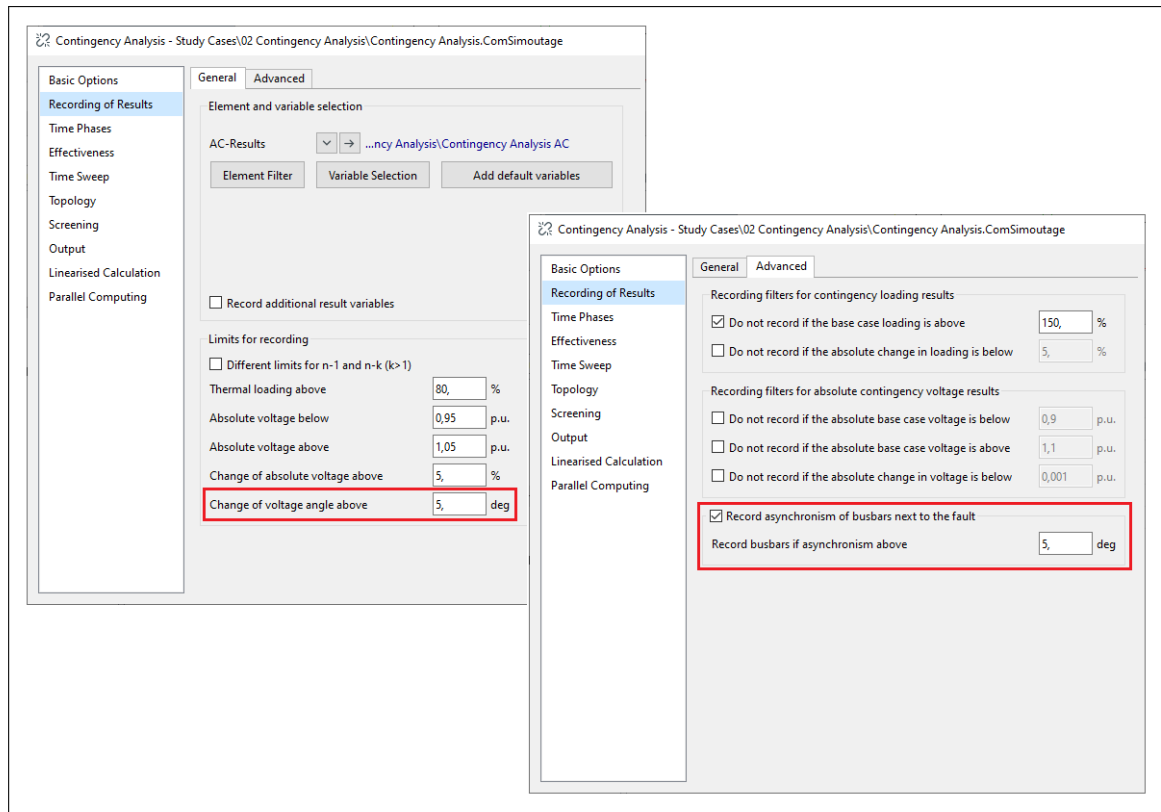 Contingency Analysis - Study Cases\02 Contingency Analysis\Contingency Analysis.ComSimoutage
Basic Options
Recording of Results
Time Phases
Effectiveness
Time Sweep
Topology
Screening
Output
Linearised Calculation
Parallel Computing
General Advanced
Element and variable selection
AC-Results ...ncy Analysis\Contingency Analysis AC
Element Filter Variable Selection Add default variables
Record additional result variables
Limits for recording
Different limits for n-1 and n-k (k>1)
Thermal loading above 80, %
Absolute voltage below 0,95 p.u.
Absolute voltage above 1,05 p.u.
Change of absolute voltage above 5, %
Change of voltage angle above 5, deg
Contingency Analysis - Study Cases\02 Contingency Analysis\Contingency Analysis.ComSimoutage
Basic Options
Recording of Results
Time Phases
Effectiveness
Time Sweep
Topology
Screening
Output
Linearised Calculation
Parallel Computing
General Advanced
Recording filters for contingency loading results
Do not record if the base case loading is above 150, %
Do not record if the absolute change in loading is below 5, %
Recording filters for absolute contingency voltage results
Do not record if the absolute base case voltage is below 0,9 p.u.
Do not record if the absolute base case voltage is above 1,1 p.u.
Do not record if the absolute change in voltage is below 0,001 p.u.
Record asynchronism of busbars next to the fault
Record busbars if asynchronism above 5, deg